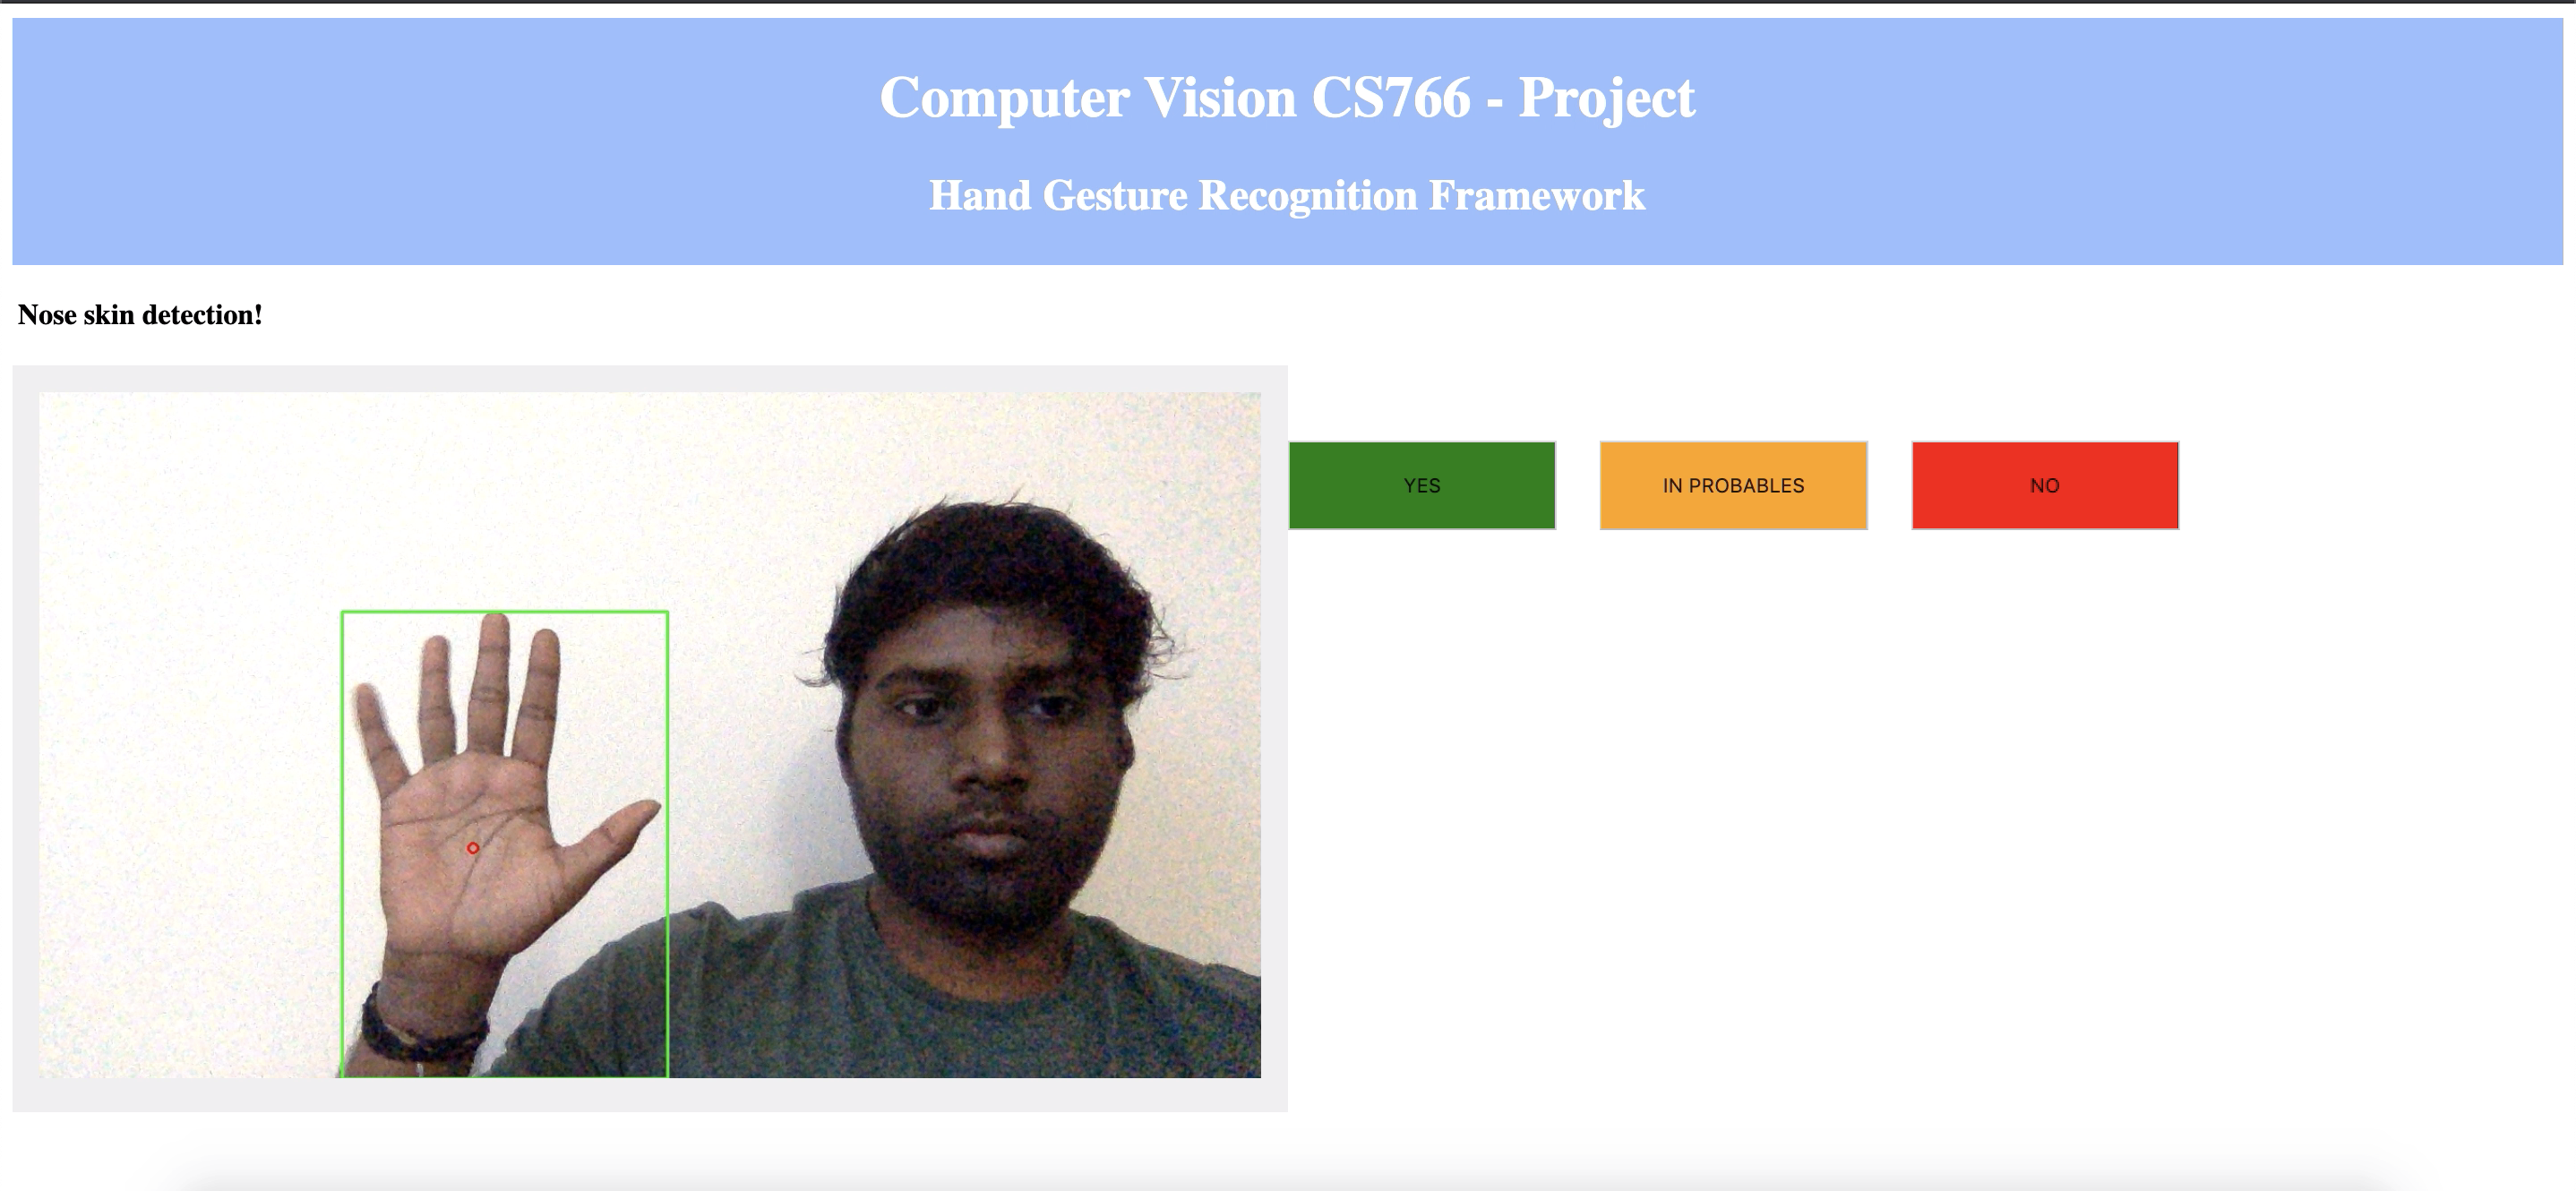 Computer Vision CS766 - Project
Hand Gesture Recognition Framework
Nose skin detection!
YES
IN PROBABLES
NO